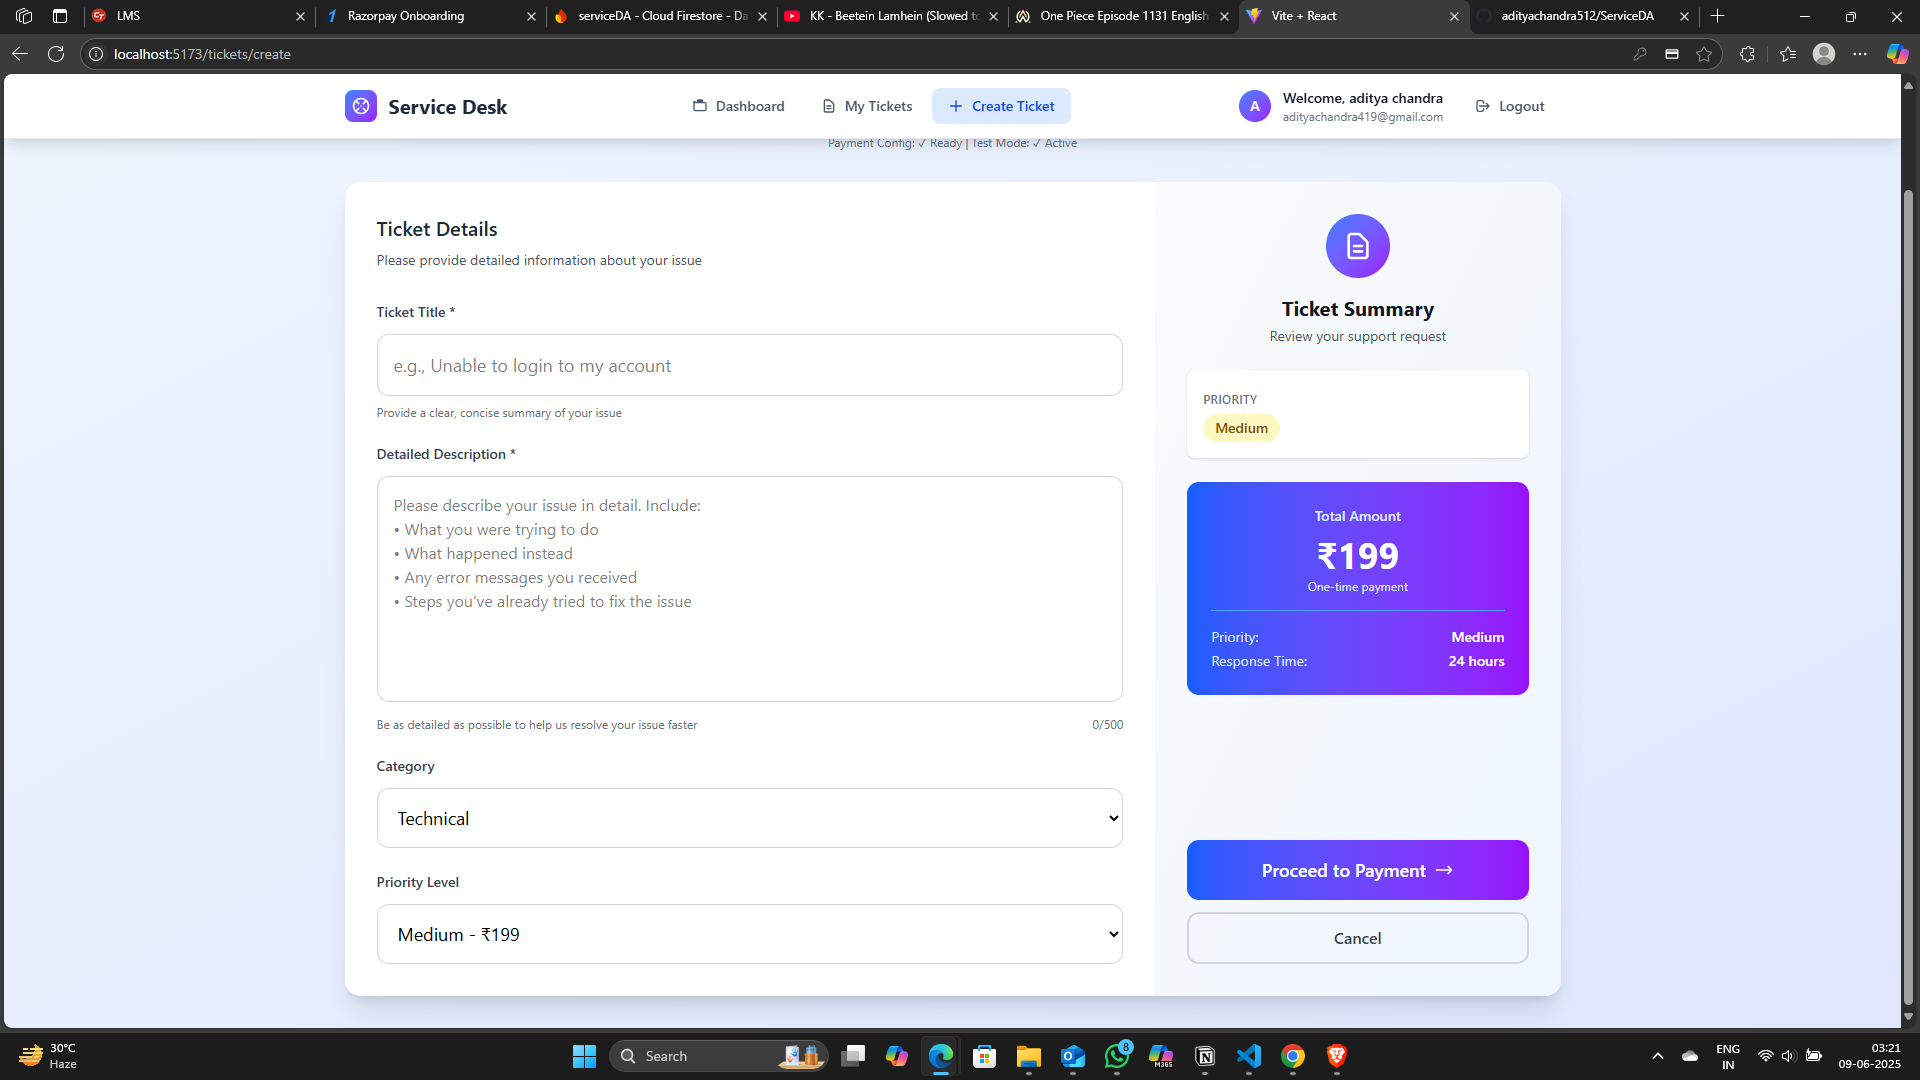 LMS
Razorpay Onboarding
serviceDA - Cloud Firestore - Da
KK - Beetein Lamhein (Slowed to
One Piece Episode 1131 English
Vite + React
adityachandra512/ServiceDA
localhost:5173/tickets/create
Service Desk
Dashboard
My Tickets
Create Ticket
A
Welcome, aditya chandra
adityachandra419@gmail.com
Logout
Payment Config: ✓ Ready | Test Mode: ✓ Active
Ticket Details
Please provide detailed information about your issue
Ticket Title *
e.g., Unable to login to my account
Provide a clear, concise summary of your issue
Detailed Description *
Please describe your issue in detail. Include:
• What you were trying to do
• What happened instead
• Any error messages you received
• Steps you've already tried to fix the issue
Be as detailed as possible to help us resolve your issue faster
0/500
Category
Technical
Priority Level
Medium - ₹199
Ticket Summary
Review your support request
PRIORITY
Medium
Total Amount
₹199
One-time payment
Priority: Medium
Response Time: 24 hours
Proceed to Payment →
Cancel
30°C
Haze
Search
8
M365
ENG
IN
03:21
09-06-2025